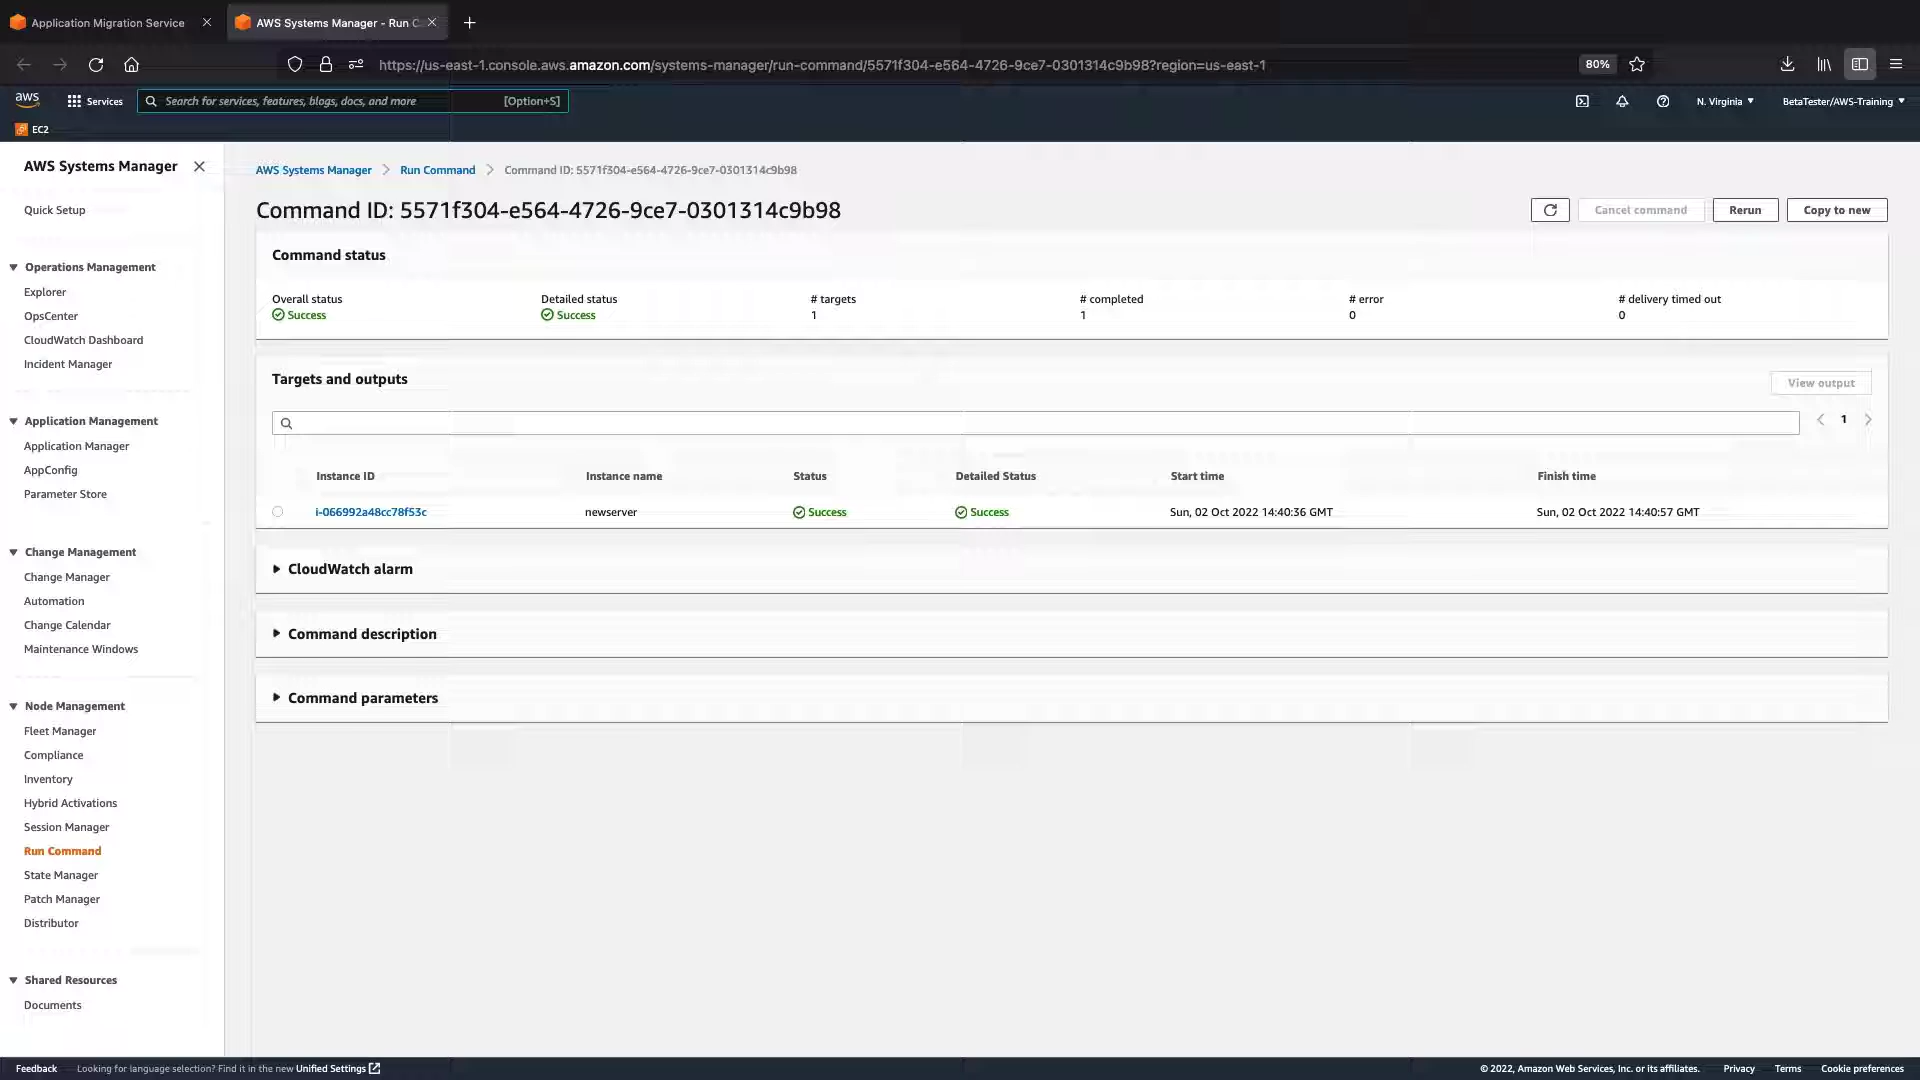 Application Migration Service
AWS Systems Manager - Run C
https://us-east-1.console.aws.amazon.com/systems-manager/run-command/5571f304-e564-4726-9ce7-0301314c9b98?region=us-east-1
80%
aws
Services
Search for services, features, blogs, docs, and more
[Option+S]
N. Virginia
BetaTester/AWS-Training
EC2
AWS Systems Manager
Quick Setup
Operations Management
Explorer
OpsCenter
CloudWatch Dashboard
Incident Manager
Application Management
Application Manager
AppConfig
Parameter Store
Change Management
Change Manager
Automation
Change Calendar
Maintenance Windows
Node Management
Fleet Manager
Compliance
Inventory
Hybrid Activations
Session Manager
Run Command
State Manager
Patch Manager
Distributor
Shared Resources
Documents
AWS Systems Manager > Run Command > Command ID: 5571f304-e564-4726-9ce7-0301314c9b98
Command ID: 5571f304-e564-4726-9ce7-0301314c9b98
Cancel command
Rerun
Copy to new
Command status
Overall status Detailed status # targets # completed # error # delivery timed out
Success Success 1 1 0 0
Targets and outputs
View output
1
Instance ID Instance name Status Detailed Status Start time Finish time
i-066992a48cc78f53c newserver Success Success Sun, 02 Oct 2022 14:40:36 GMT Sun, 02 Oct 2022 14:40:57 GMT
CloudWatch alarm
Command description
Command parameters
Feedback Looking for language selection? Find it in the new Unified Settings
© 2022, Amazon Web Services, Inc. or its affiliates. Privacy Terms Cookie preferences